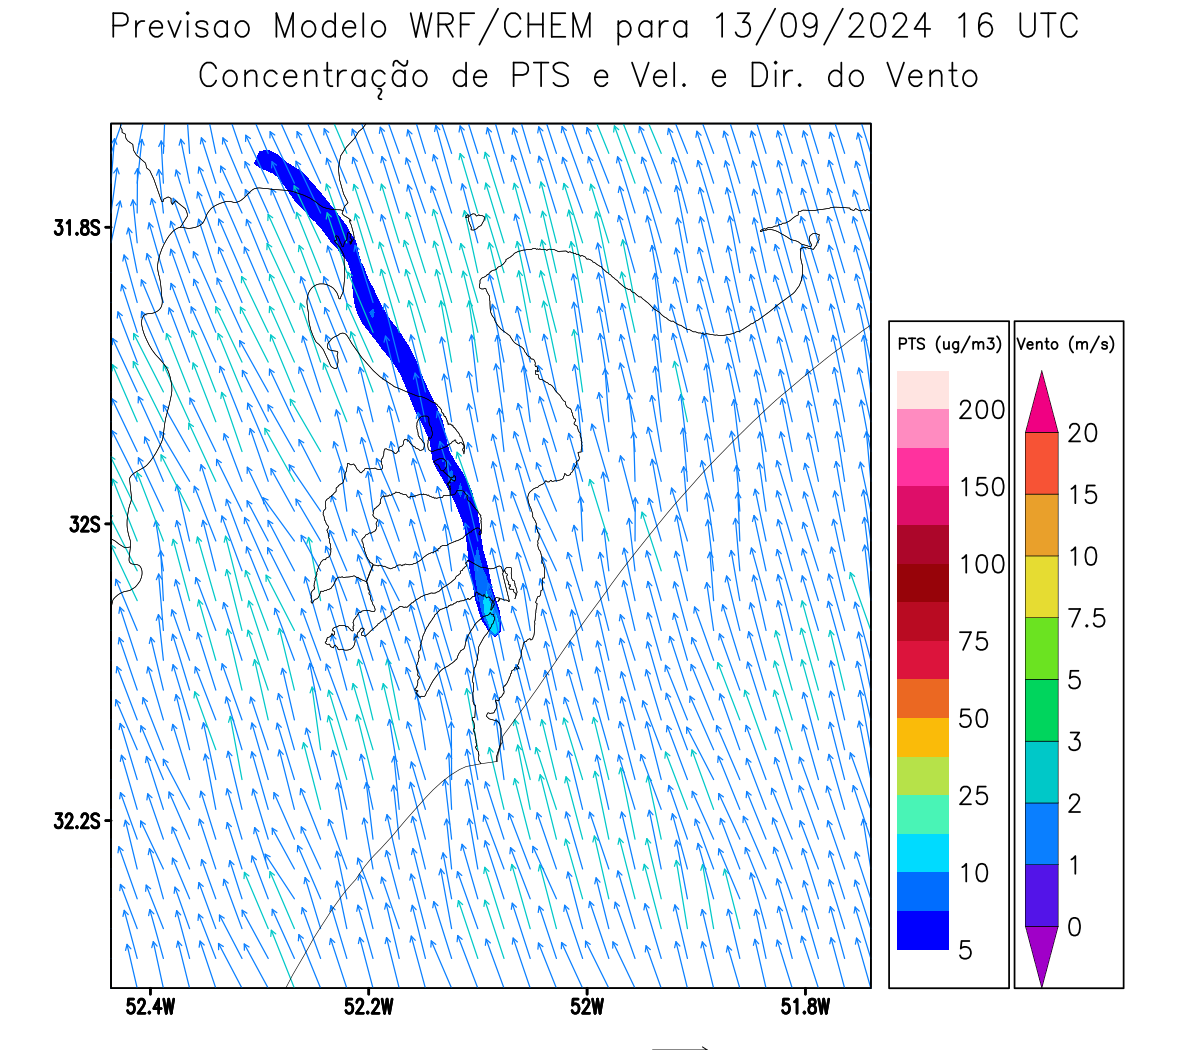 Previsao Modelo WRF/CHEM para 13/09/2024 16 UTC
Concentração de PTS e Vel. e Dir. do Vento
31.8S
32S
32.2S
52.4W
52.2W
52W
51.8W
PTS (ug/m3)
200
150
100
75
50
25
10
5
Vento (m/s)
20
15
10
7.5
5
3
2
1
0